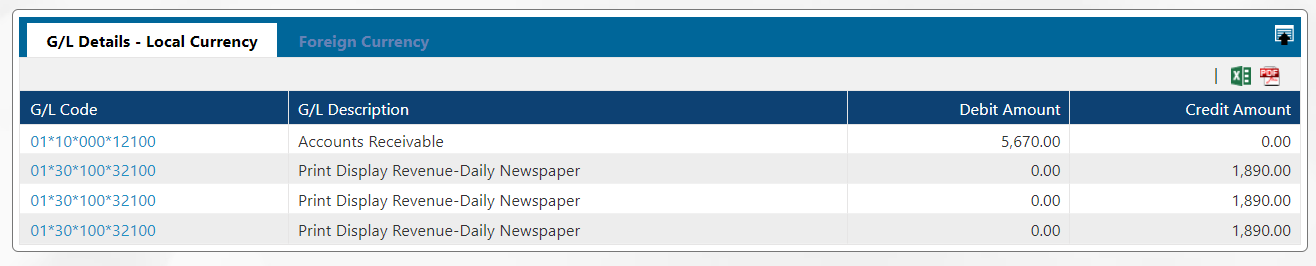 G/L Details - Local Currency Foreign Currency
PDF
G/L Code G/L Description Debit Amount Credit Amount
01*10*000*12100 Accounts Receivable 5,670.00 0.00
01*30*100*32100 Print Display Revenue-Daily Newspaper 0.00 1,890.00
01*30*100*32100 Print Display Revenue-Daily Newspaper 0.00 1,890.00
01*30*100*32100 Print Display Revenue-Daily Newspaper 0.00 1,890.00